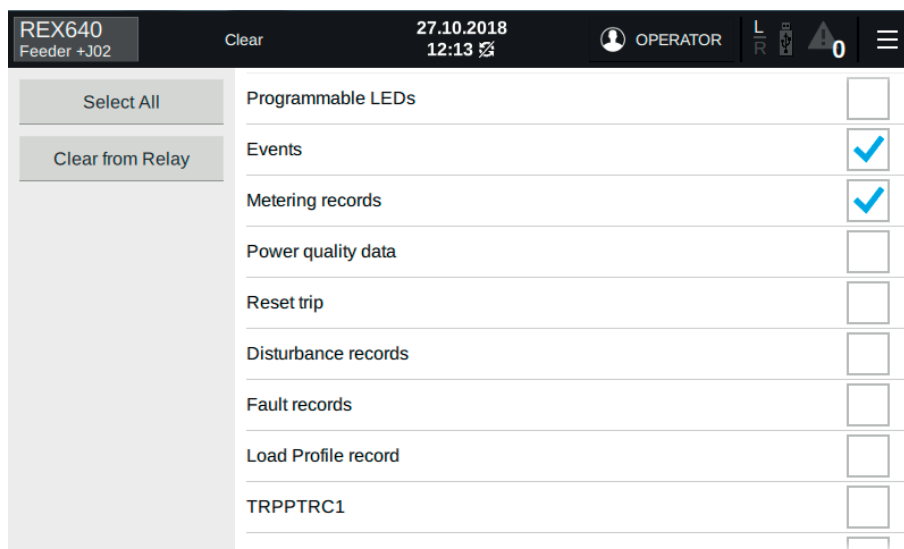 REX640
Feeder +J02
Clear
27.10.2018
12:13
OPERATOR
L
R
0
Select All
Clear from Relay
Programmable LEDs
Events
Metering records
Power quality data
Reset trip
Disturbance records
Fault records
Load Profile record
TRPPTRC1